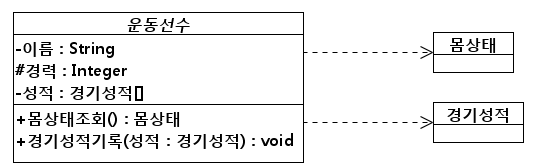 운동선수
-이름 : String
#경력 : Integer
-성적 : 경기성적[]
+몸상태조회() : 몸상태
+경기성적기록(성적 : 경기성적) : void
몸상태
경기성적